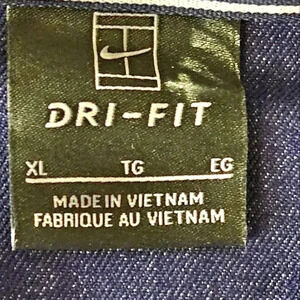 DRI-FIT
XL TG EG
MADE IN VIETNAM
FABRIQUE AU VIETNAM